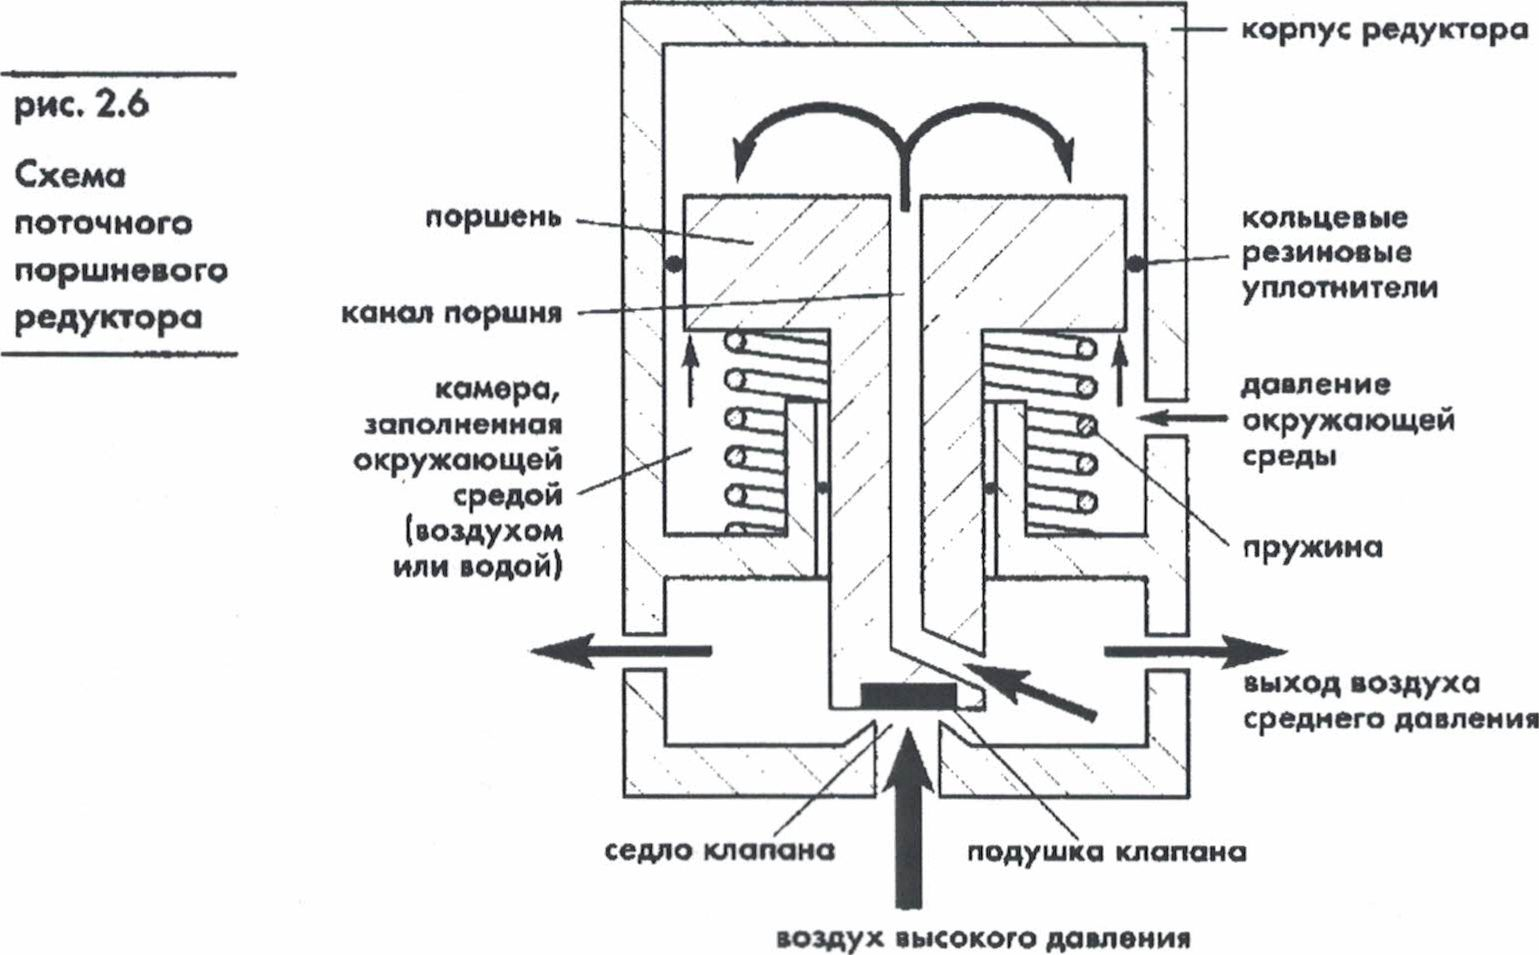 рис. 2.6
Схема
поточного
поршневого
редуктора
корпус редуктора
поршень
кольцевые
резиновые
уплотнители
канал поршня
камера,
заполненная
окружающей
средой
(воздухом
или водой)
давление
окружающей
среды
пружина
выход воздуха
среднего давления
седло клапана
подушка клапана
воздух высокого давления